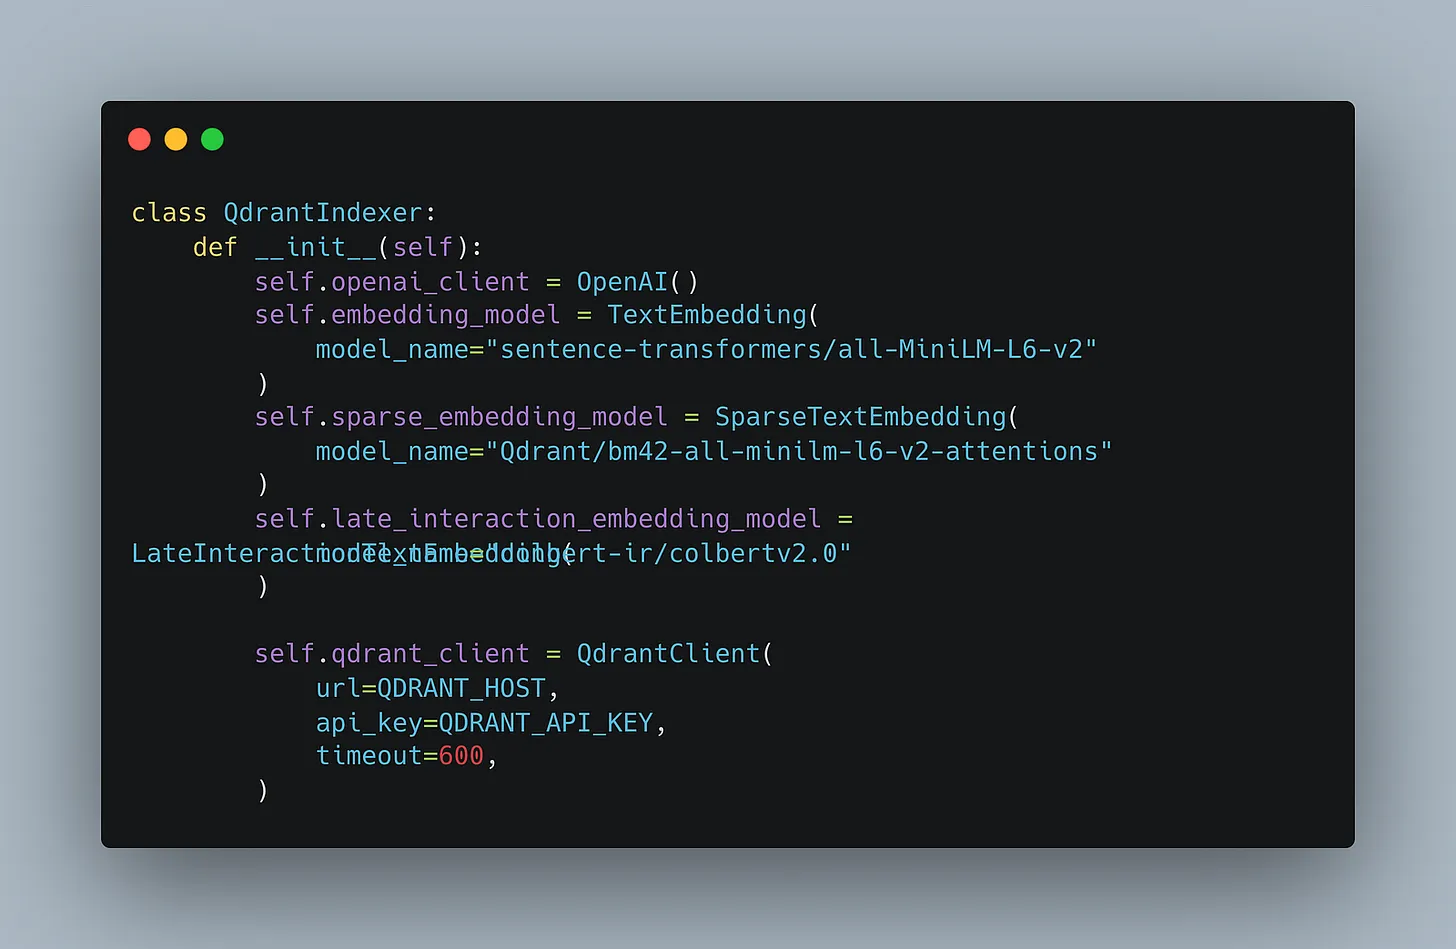 class QdrantIndexer:
    def __init__(self):
        self.openai_client = OpenAI()
        self.embedding_model = TextEmbedding(
            model_name="sentence-transformers/all-MiniLM-L6-v2"
        )
        self.sparse_embedding_model = SparseTextEmbedding(
            model_name="Qdrant/bm42-all-minilm-l6-v2-attentions"
        )
        self.late_interaction_embedding_model =
LateInteractionTextEmbedding(
            model_name="colbert-ir/colbertv2.0"
        )

        self.qdrant_client = QdrantClient(
            url=QDRANT_HOST,
            api_key=QDRANT_API_KEY,
            timeout=600,
        )